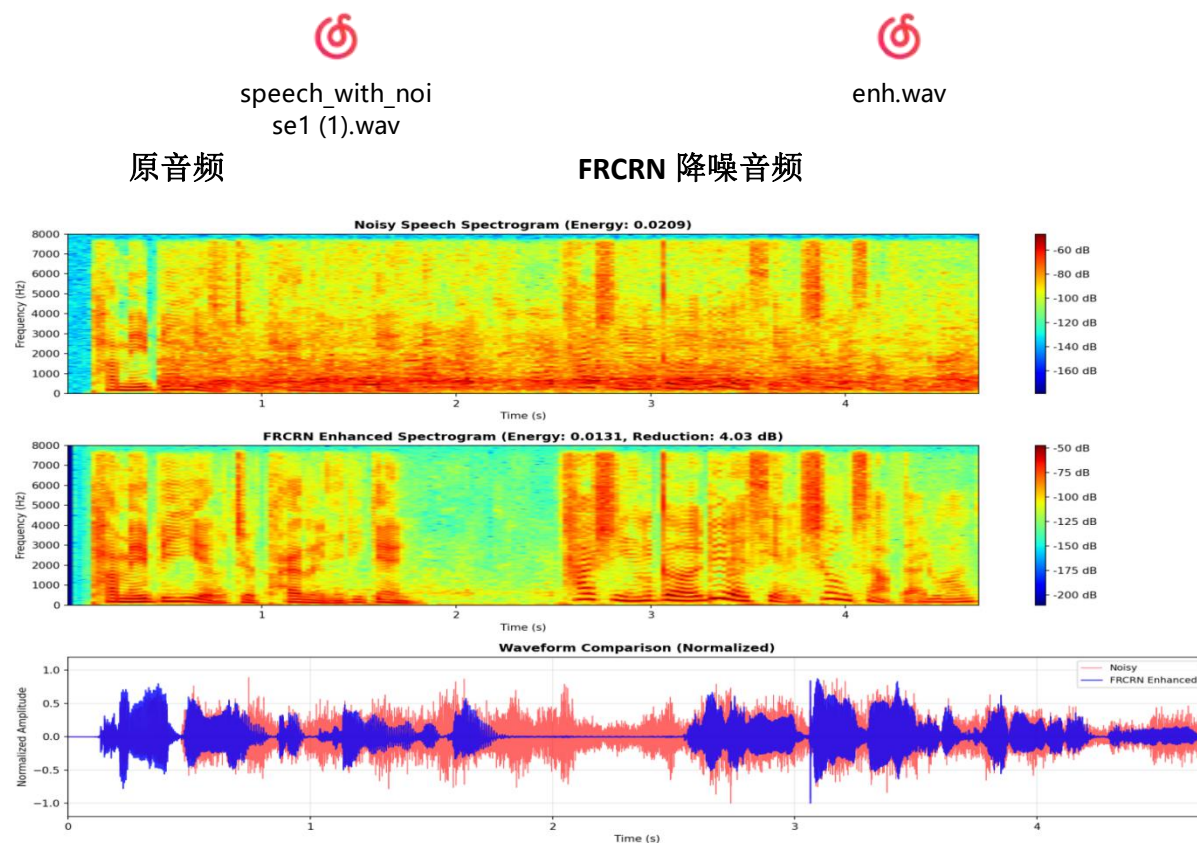 speech_with_noi
se1 (1).wav
enh.wav
原音频
FRCRN 降噪音频
Noisy Speech Spectrogram (Energy: 0.0209)
8000
7000
6000
5000
4000
3000
2000
1000
0
Frequency (Hz)
1 2 3 4
Time (s)
-60 dB
-80 dB
-100 dB
-120 dB
-140 dB
-160 dB
FRCRN Enhanced Spectrogram (Energy: 0.0131, Reduction: 4.03 dB)
8000
7000
6000
5000
4000
3000
2000
1000
0
Frequency (Hz)
1 2 3 4
Time (s)
-50 dB
-75 dB
-100 dB
-125 dB
-150 dB
-175 dB
-200 dB
Waveform Comparison (Normalized)
1.0
0.5
0.0
−0.5
−1.0
Normalized Amplitude
Noisy
FRCRN Enhanced
0 1 2 3 4
Time (s)